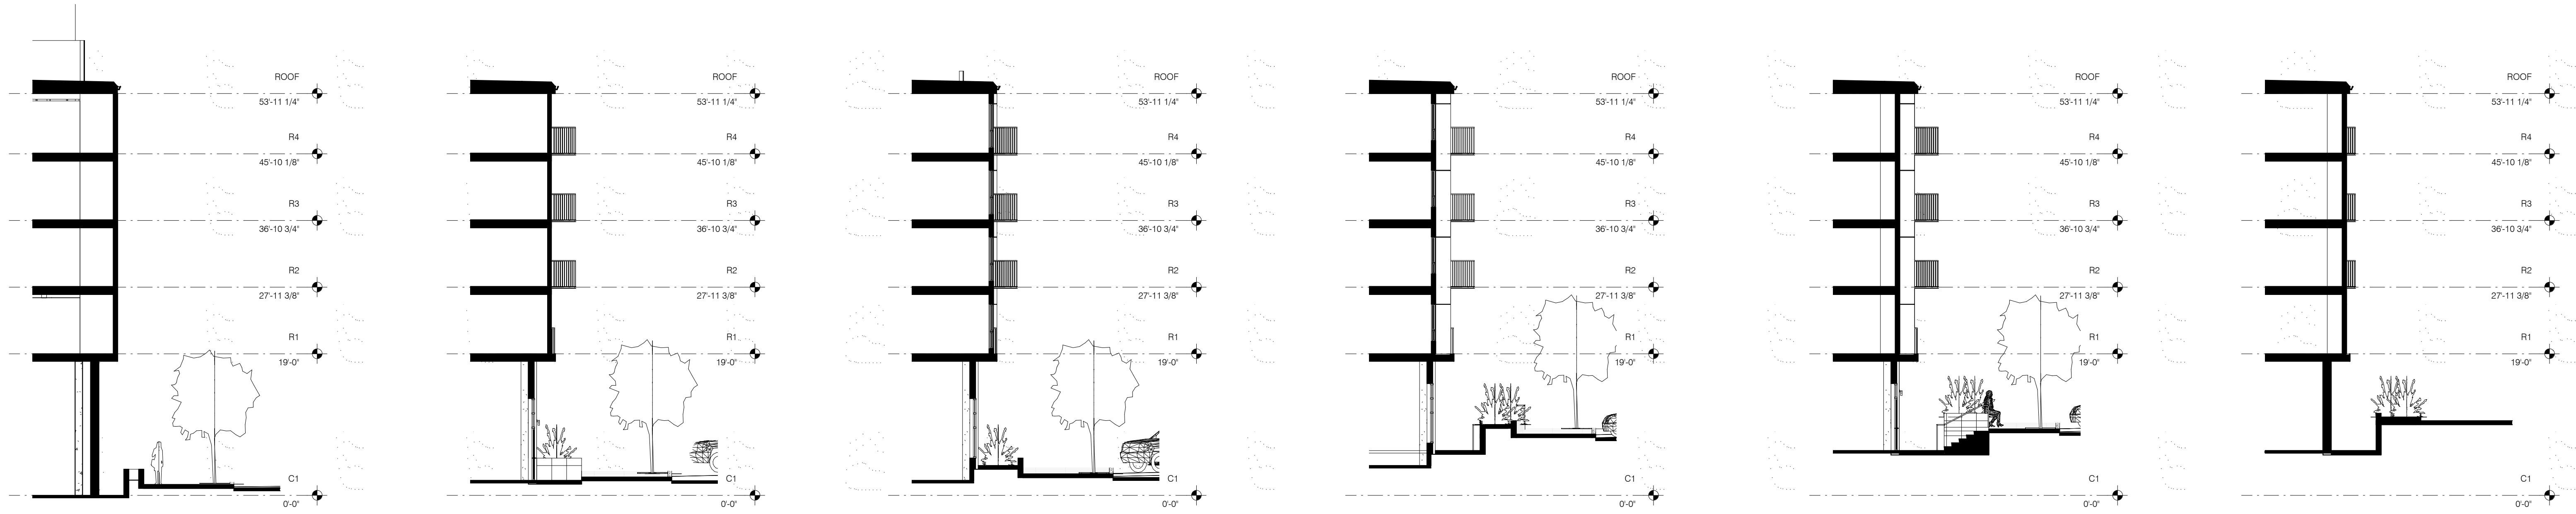 ROOF
53'-11 1/4"
R4
45'-10 1/8"
R3
36'-10 3/4"
R2
27'-11 3/8"
R1
19'-0"
C1
0'-0"
ROOF
53'-11 1/4"
R4
45'-10 1/8"
R3
36'-10 3/4"
R2
27'-11 3/8"
R1
19'-0"
C1
0'-0"
ROOF
53'-11 1/4"
R4
45'-10 1/8"
R3
36'-10 3/4"
R2
27'-11 3/8"
R1
19'-0"
C1
0'-0"
ROOF
53'-11 1/4"
R4
45'-10 1/8"
R3
36'-10 3/4"
R2
27'-11 3/8"
R1
19'-0"
C1
0'-0"
ROOF
53'-11 1/4"
R4
45'-10 1/8"
R3
36'-10 3/4"
R2
27'-11 3/8"
R1
19'-0"
C1
0'-0"
ROOF
53'-11 1/4"
R4
45'-10 1/8"
R3
36'-10 3/4"
R2
27'-11 3/8"
R1
19'-0"
C1
0'-0"